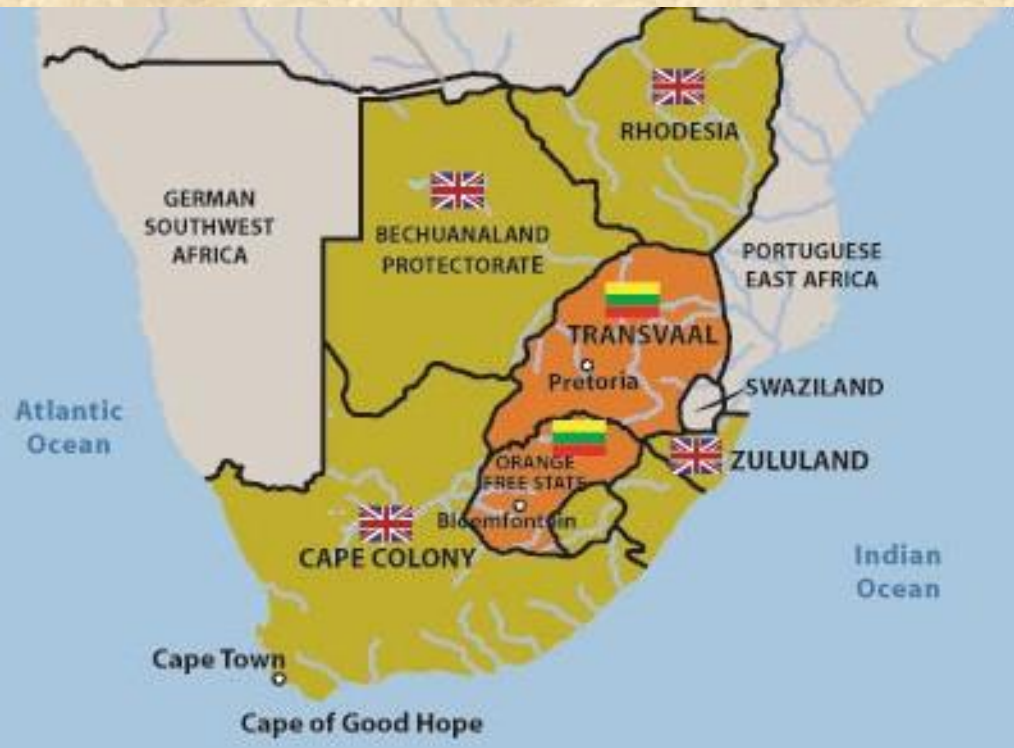 RHODESIA
GERMAN
SOUTHWEST
AFRICA
BECHUANALAND
PROTECTORATE
PORTUGUESE
EAST AFRICA
TRANSVAAL
Pretoria
SWAZILAND
Atlantic
Ocean
ZULULAND
ORANGE
FREE STATE
Bloemfontein
CAPE COLONY
Indian
Ocean
Cape Town
Cape of Good Hope